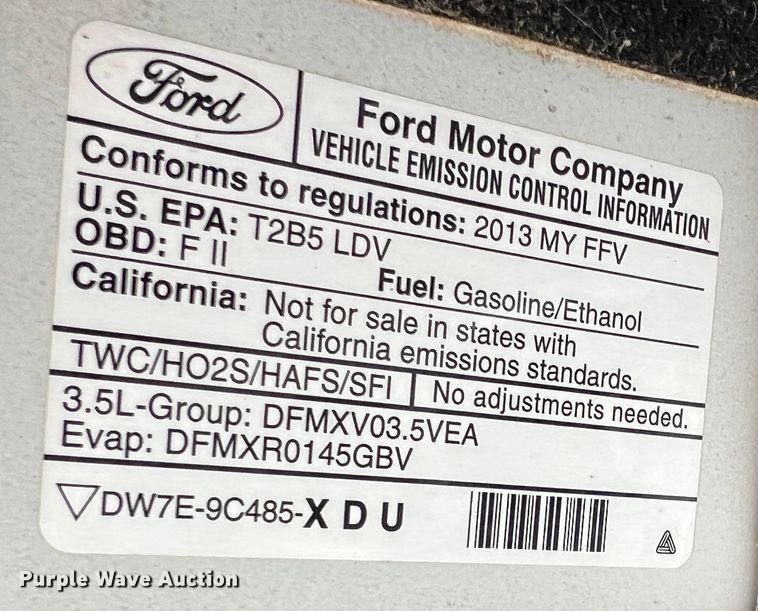 Ford
Ford Motor Company
VEHICLE EMISSION CONTROL INFORMATION
Conforms to regulations: 2013 MY FFV
U.S. EPA: T2B5 LDV
OBD: F II
Fuel: Gasoline/Ethanol
California: Not for sale in states with
California emissions standards.
TWC/HO2S/HAFS/SFI
No adjustments needed.
3.5L-Group: DFMXV03.5VEA
Evap: DFMXR0145GBV
DW7E-9C485-X D U
Purple Wave Auction